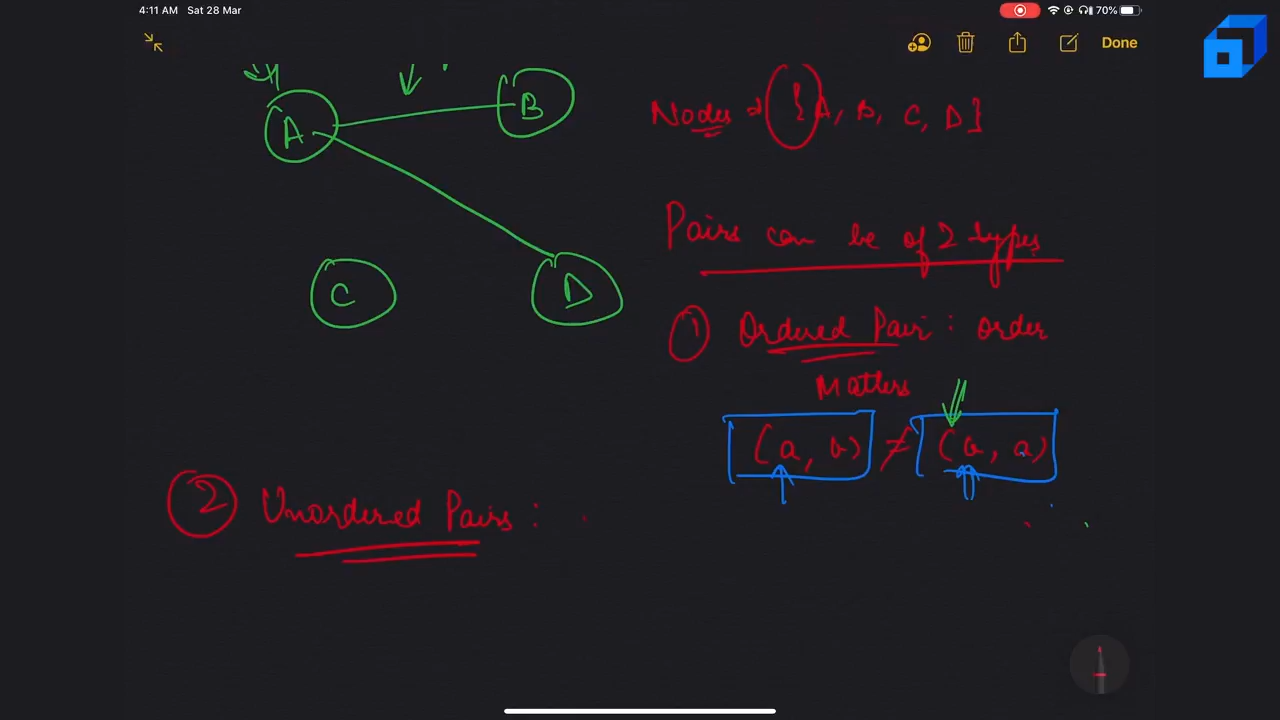 4:11 AM Sat 28 Mar
70%
Done
A
B
C
D
Nodes → {A, B, C, D}
Pairs can be of 2 types
① Ordered Pair : order
Matters
(a, b) ≠ (b, a)
② Unordered Pairs :